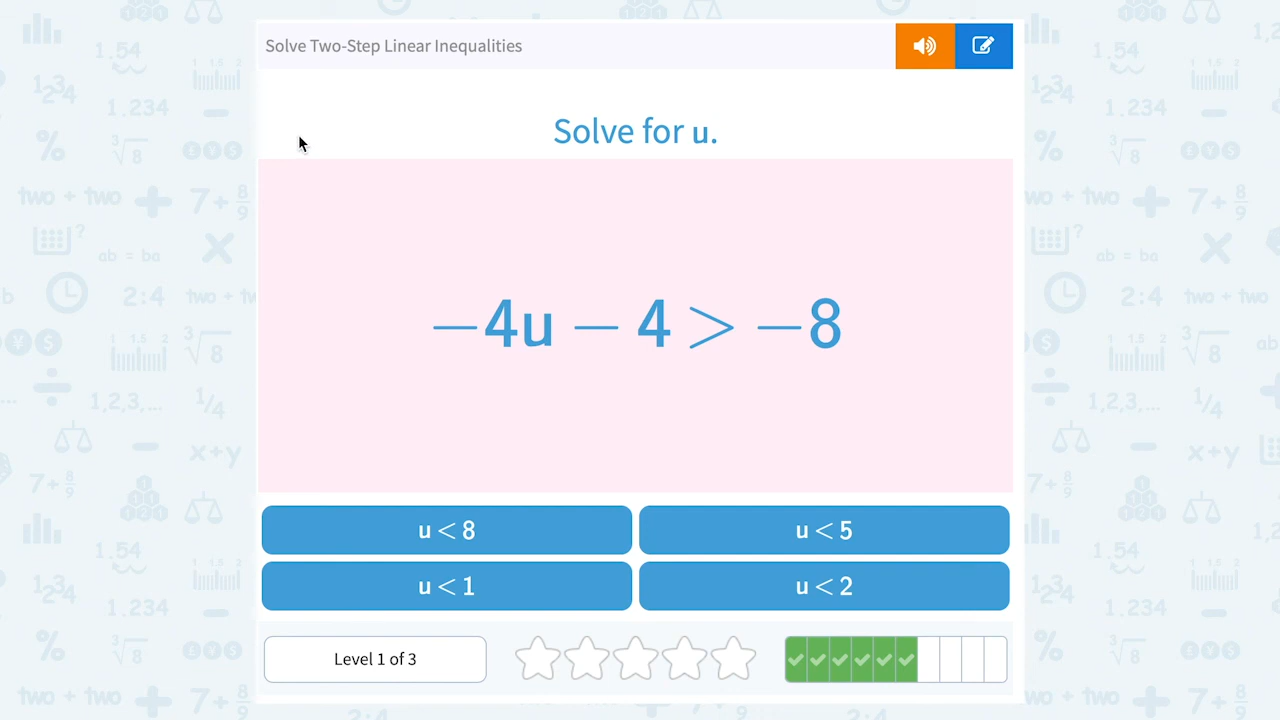 Solve Two-Step Linear Inequalities
Solve for u.
−4u − 4 > −8
u < 8
u < 5
u < 1
u < 2
Level 1 of 3